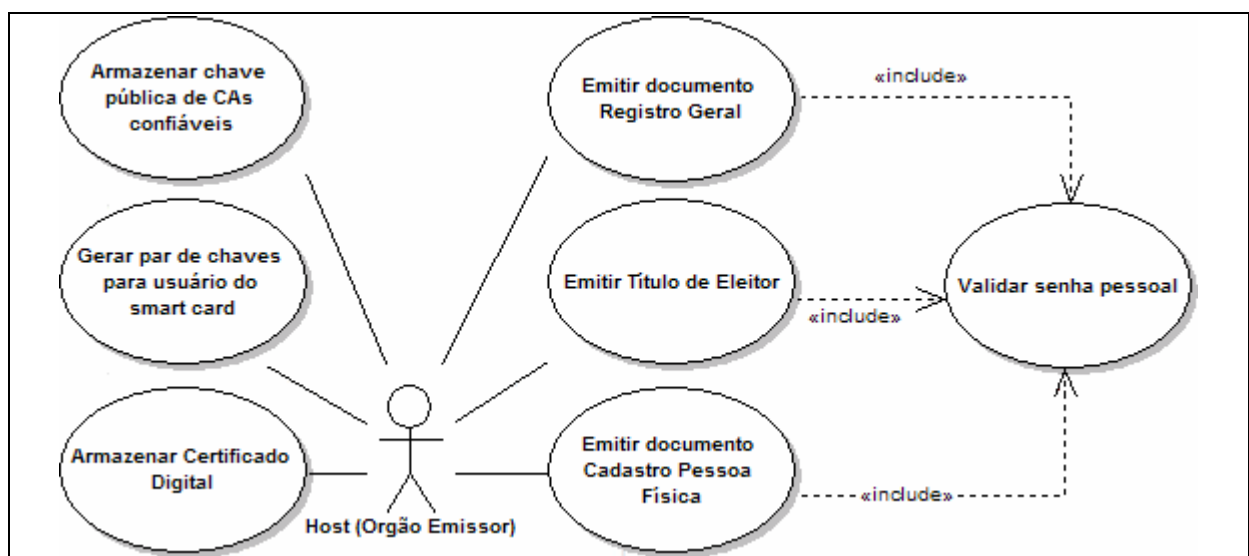 Armazenar chave
pública de CAs
confiáveis
Emitir documento
Registro Geral
«include»
Gerar par de chaves
para usuário do
smart card
Emitir Título de Eleitor
«include»
Validar senha pessoal
Armazenar Certificado
Digital
Host (Orgão Emissor)
Emitir documento
Cadastro Pessoa
Física
«include»